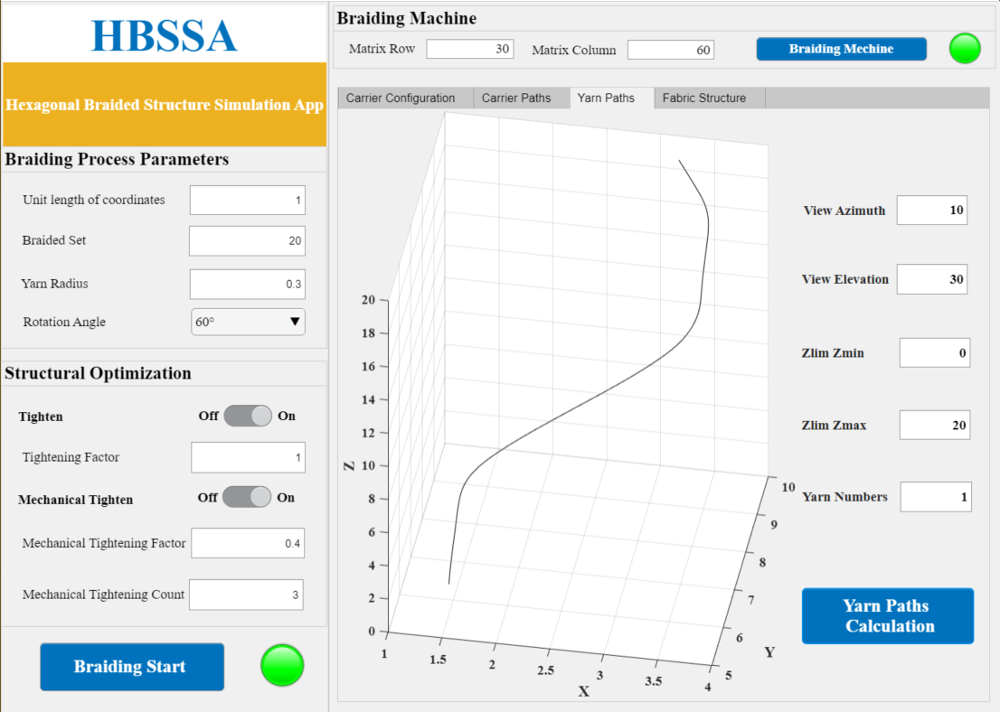 HBSSA
Hexagonal Braided Structure Simulation App
Braiding Process Parameters
Unit length of coordinates 1
Braided Set 20
Yarn Radius 0.3
Rotation Angle 60°
Structural Optimization
Tighten Off On
Tightening Factor 1
Mechanical Tighten Off On
Mechanical Tightening Factor 0.4
Mechanical Tightening Count 3
Braiding Start
Braiding Machine
Matrix Row 30 Matrix Column 60 Braiding Mechine
Carrier Configuration Carrier Paths Yarn Paths Fabric Structure
20
18
16
14
12
10
8
6
4
2
0
Z
1 1.5 2 2.5 3 3.5 4
X
5
6
7
8
9
10
Y
View Azimuth 10
View Elevation 30
Zlim Zmin 0
Zlim Zmax 20
Yarn Numbers 1
Yarn Paths
Calculation